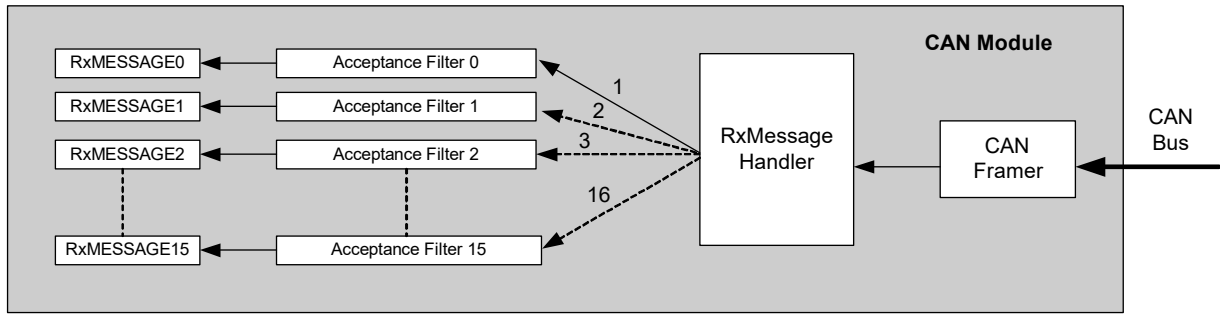 CAN Module
RxMESSAGE0
Acceptance Filter 0
1
RxMESSAGE1
Acceptance Filter 1
2
RxMESSAGE2
Acceptance Filter 2
3
RxMessage
Handler
CAN
Framer
CAN
Bus
16
RxMESSAGE15
Acceptance Filter 15